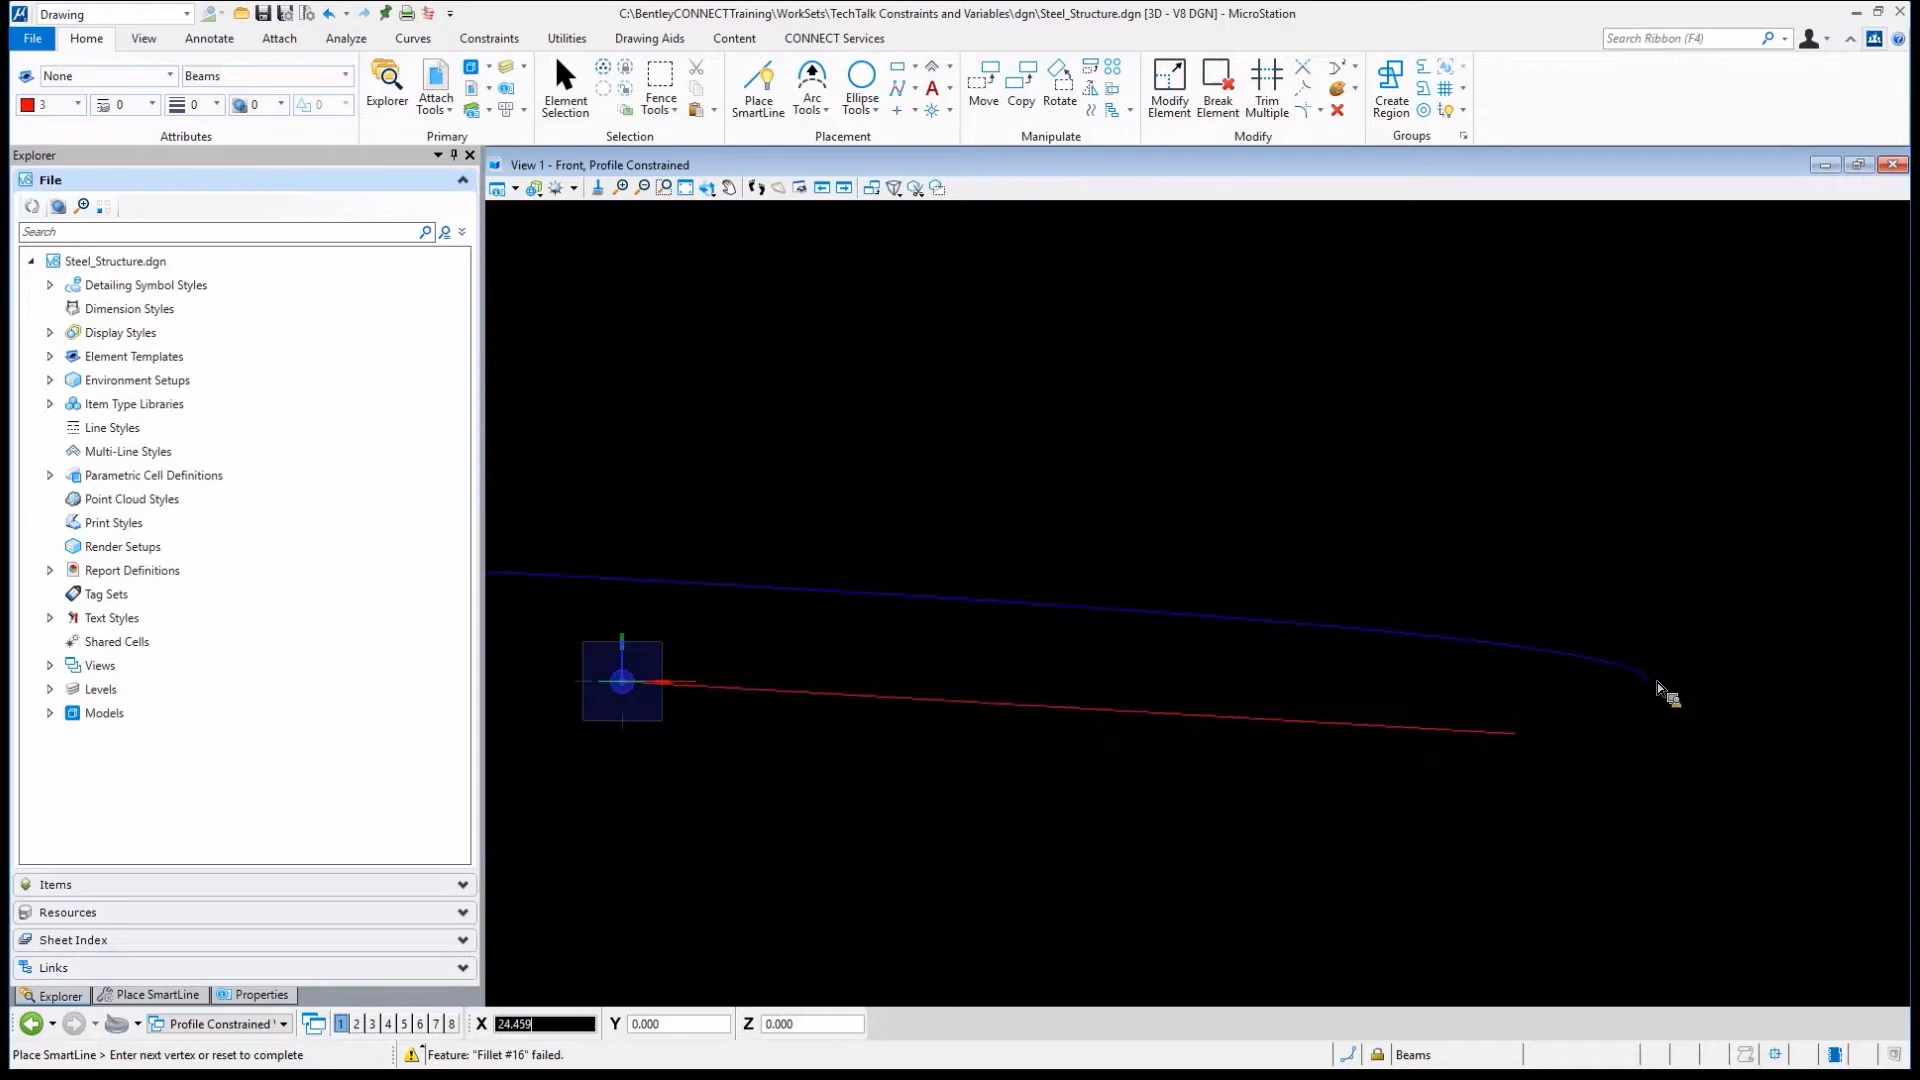 Drawing
C:\BentleyCONNECTTraining\WorkSets\TechTalk Constraints and Variables\dgn\Steel_Structure.dgn [3D - V8 DGN] - MicroStation
File Home View Annotate Attach Analyze Curves Constraints Utilities Drawing Aids Content CONNECT Services
Search Ribbon (F4)
None Beams
3 0 0 0 0
Attributes
Explorer
Attach Tools
Primary
Element Selection
Fence Tools
Selection
Place SmartLine
Arc Tools
Ellipse Tools
Placement
Move Copy Rotate
Manipulate
Modify Element
Break Element
Trim Multiple
Modify
Create Region
Groups
Explorer
View 1 - Front, Profile Constrained
File
Search
Steel_Structure.dgn
Detailing Symbol Styles
Dimension Styles
Display Styles
Element Templates
Environment Setups
Item Type Libraries
Line Styles
Multi-Line Styles
Parametric Cell Definitions
Point Cloud Styles
Print Styles
Render Setups
Report Definitions
Tag Sets
Text Styles
Shared Cells
Views
Levels
Models
Items
Resources
Sheet Index
Links
Explorer Place SmartLine Properties
Profile Constrained 1 2 3 4 5 6 7 8 X 24.459 Y 0.000 Z 0.000
Place SmartLine > Enter next vertex or reset to complete
Feature: "Fillet #16" failed.
Beams